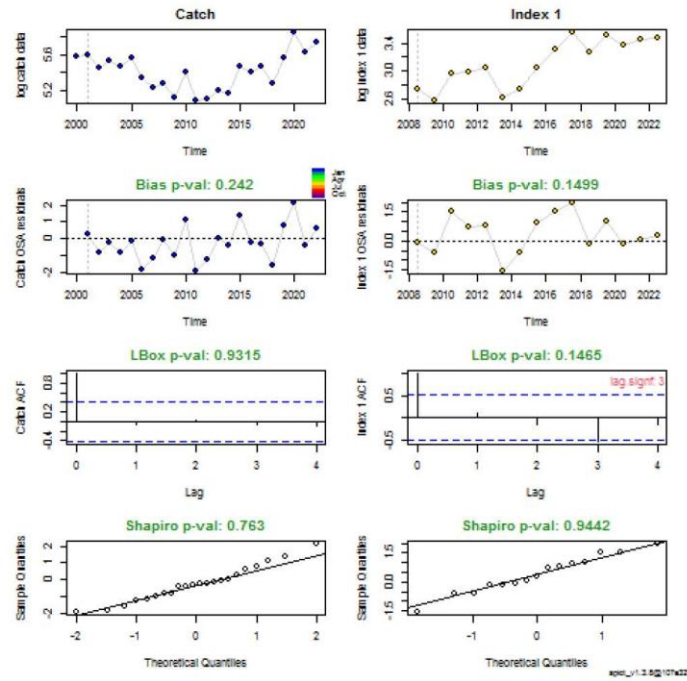 Catch
Index 1
log catch data
5.6
5.2
2000 2005 2010 2015 2020
Time
log index 1 data
3.4
3.0
2.6
2008 2010 2012 2014 2016 2018 2020 2022
Time
Bias p-val: 0.242
Bias p-val: 0.1499
Catch OSA residuals
2
1
0
-2
2000 2005 2010 2015 2020
Time
Index 1 OSA residuals
1.5
0.0
-1.5
2008 2010 2012 2014 2016 2018 2020 2022
Time
LBox p-val: 0.9315
LBox p-val: 0.1465
Catch ACF
0.8
0.2
-0.4
0 1 2 3 4
Lag
Index 1 ACF
0.5
-0.5
lag.signf: 3
0 1 2 3 4
Lag
Shapiro p-val: 0.763
Shapiro p-val: 0.9442
Sample Quantiles
2
1
0
-2
-2 -1 0 1 2
Theoretical Quantiles
Sample Quantiles
1.5
0.0
-1.5
-1 0 1
Theoretical Quantiles